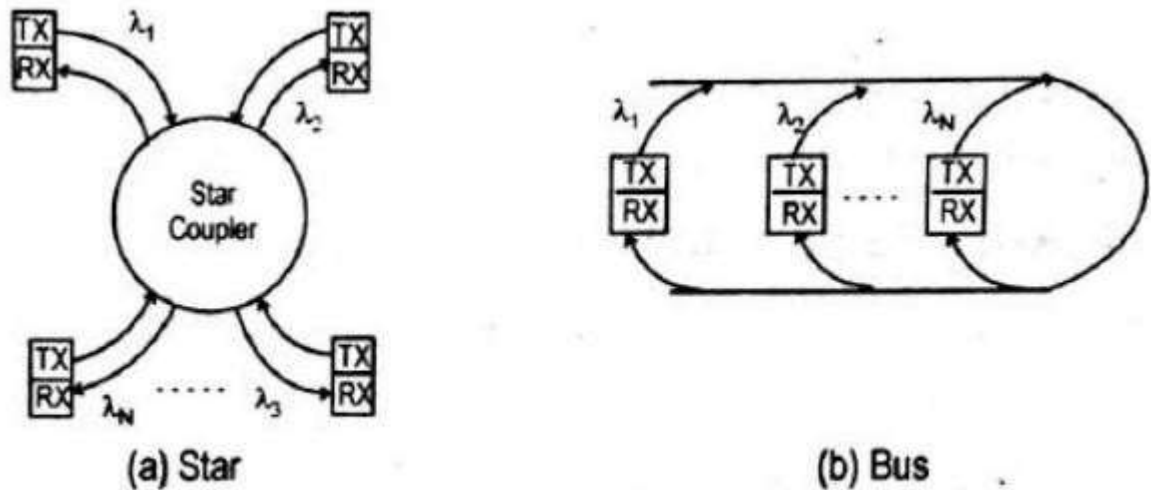 TX
RX
λ1
TX
RX
λ2
Star
Coupler
TX
RX
λN
.....
λ3
TX
RX
(a) Star
λ1
λ2
λN
TX
RX
TX
RX
....
TX
RX
(b) Bus